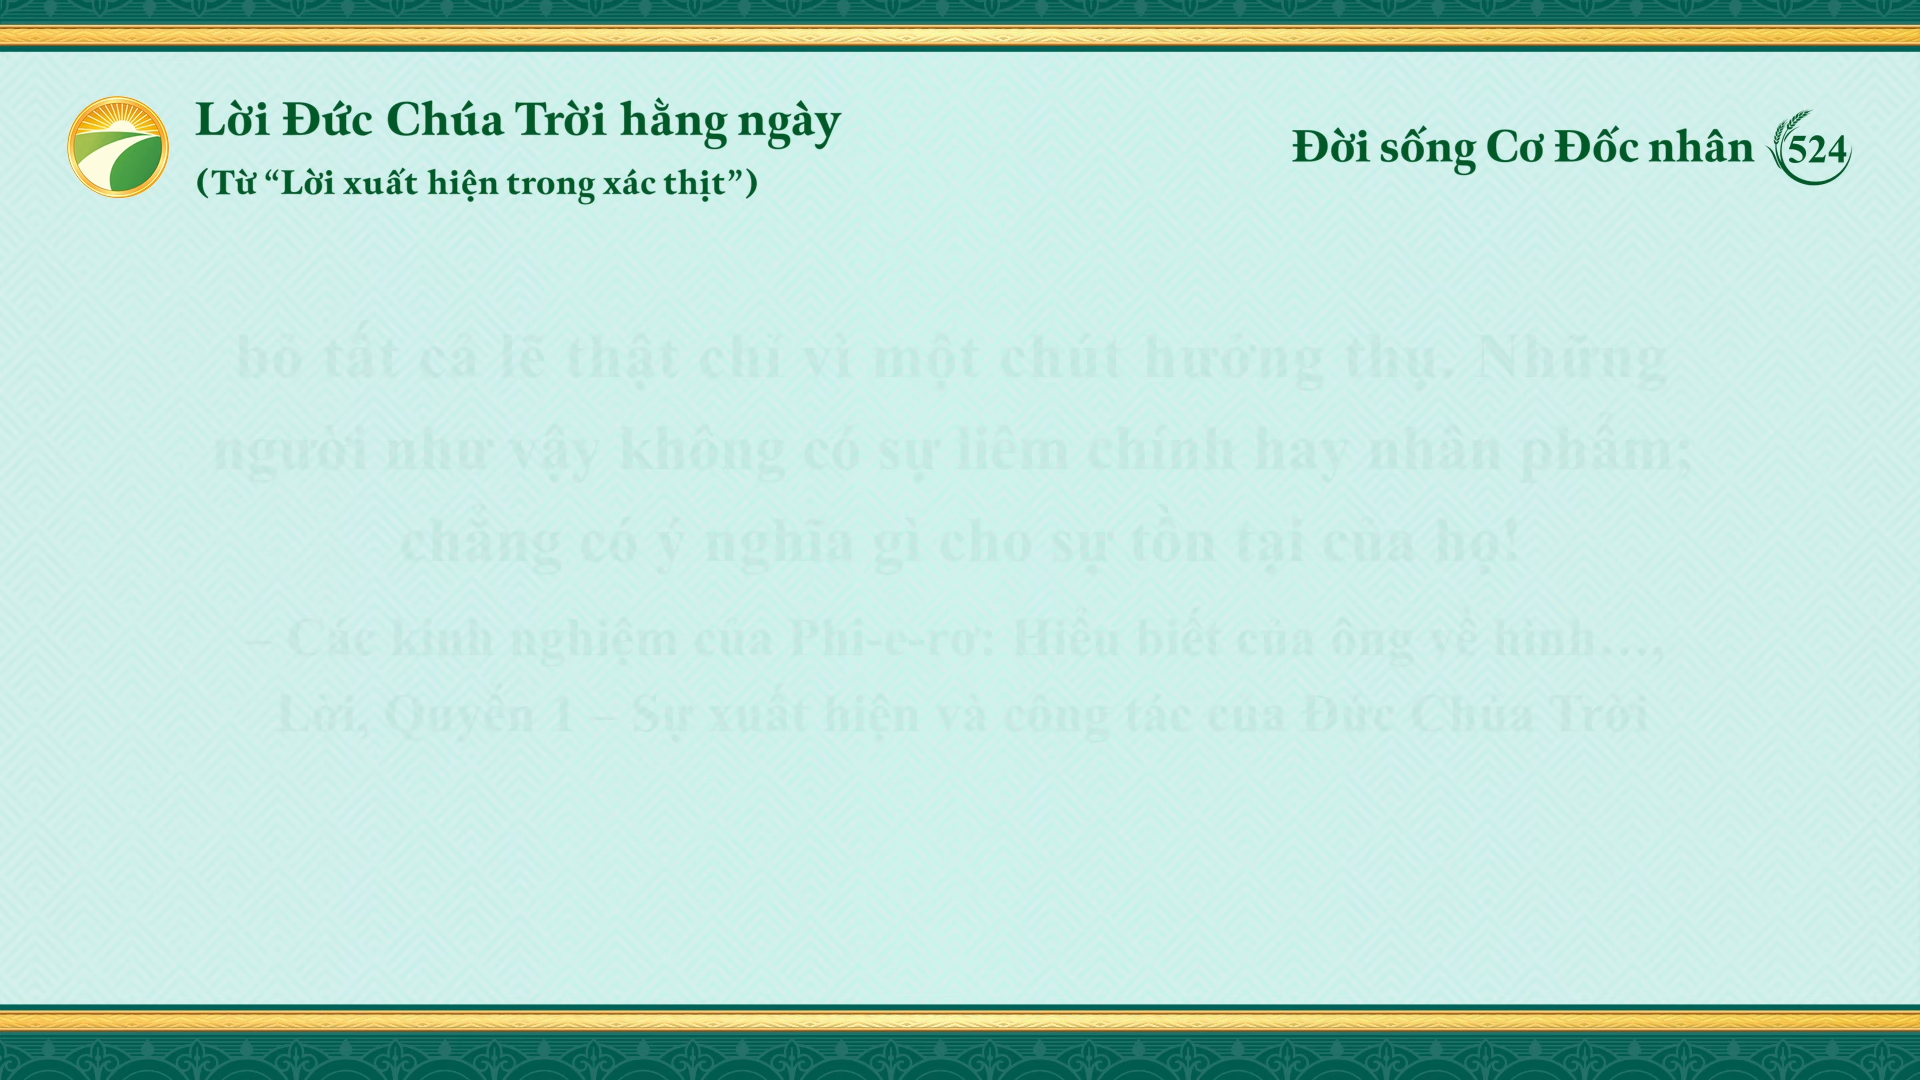 Lời Đức Chúa Trời hằng ngày
(Từ “Lời xuất hiện trong xác thịt”)
Đời sống Cơ Đốc nhân 524
bỏ tất cả lẽ thật chỉ vì một chút hưởng thụ. Những
người như vậy không có sự liêm chính hay nhân phẩm;
chẳng có ý nghĩa gì cho sự tồn tại của họ!
– Các kinh nghiệm của Phi-e-rơ: Hiểu biết của ông về hình…,
Lời, Quyển 1 – Sự xuất hiện và công tác của Đức Chúa Trời